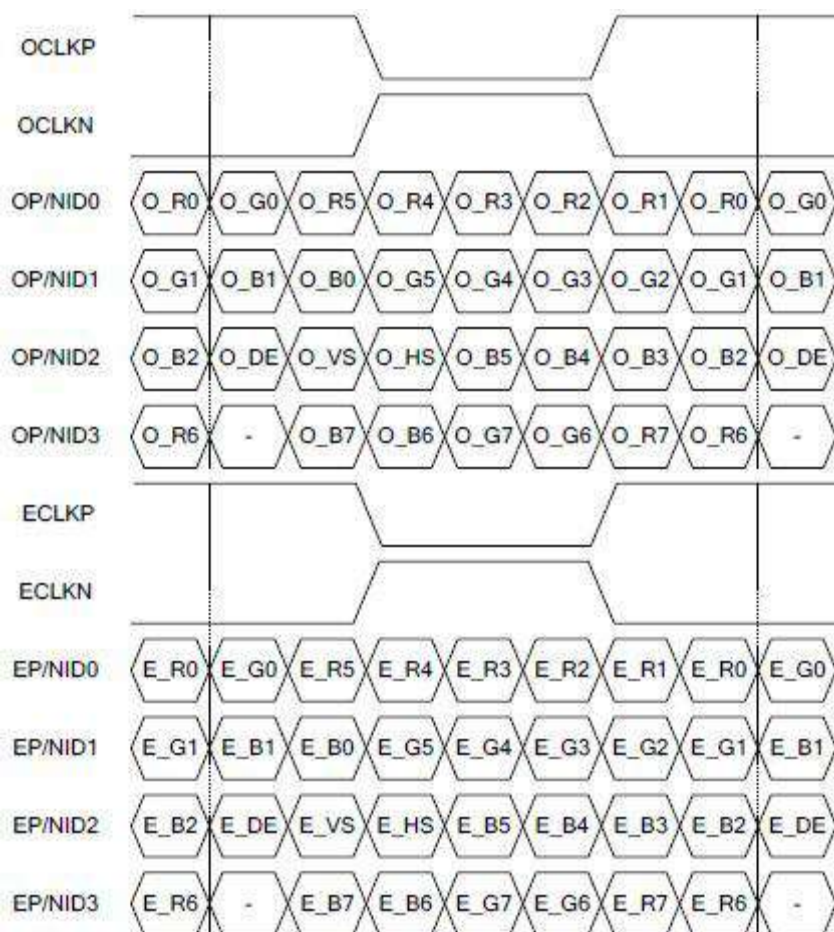 OCLKP
OCLKN
OP/NID0 O_R0 O_G0 O_R5 O_R4 O_R3 O_R2 O_R1 O_R0 O_G0
OP/NID1 O_G1 O_B1 O_B0 O_G5 O_G4 O_G3 O_G2 O_G1 O_B1
OP/NID2 O_B2 O_DE O_VS O_HS O_B5 O_B4 O_B3 O_B2 O_DE
OP/NID3 O_R6 - O_B7 O_B6 O_G7 O_G6 O_R7 O_R6 -
ECLKP
ECLKN
EP/NID0 E_R0 E_G0 E_R5 E_R4 E_R3 E_R2 E_R1 E_R0 E_G0
EP/NID1 E_G1 E_B1 E_B0 E_G5 E_G4 E_G3 E_G2 E_G1 E_B1
EP/NID2 E_B2 E_DE E_VS E_HS E_B5 E_B4 E_B3 E_B2 E_DE
EP/NID3 E_R6 - E_B7 E_B6 E_G7 E_G6 E_R7 E_R6 -